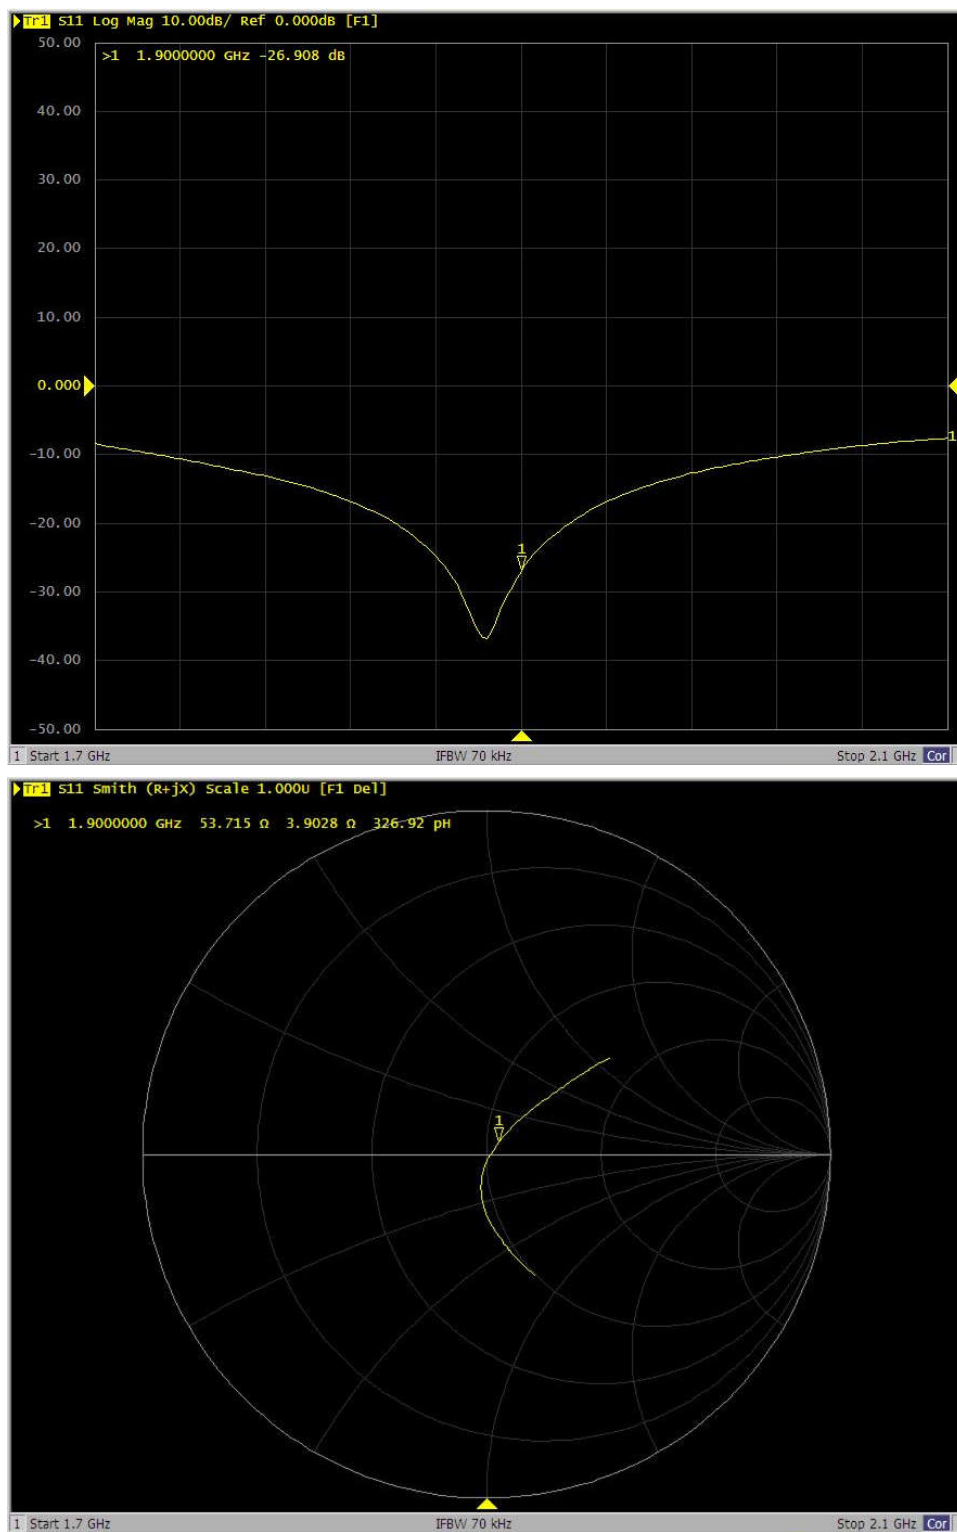 Tr1 S11 Log Mag 10.00dB/ Ref 0.000dB [F1]
50.00
>1 1.9000000 GHz -26.908 dB
40.00
30.00
20.00
10.00
0.000
1
-10.00
-20.00
1
-30.00
-40.00
-50.00
1 Start 1.7 GHz IFBW 70 kHz Stop 2.1 GHz Cor
Tr1 S11 Smith (R+jX) Scale 1.000U [F1 Del]
>1 1.9000000 GHz 53.715 Ω 3.9028 Ω 326.92 pH
1
1 Start 1.7 GHz IFBW 70 kHz Stop 2.1 GHz Cor